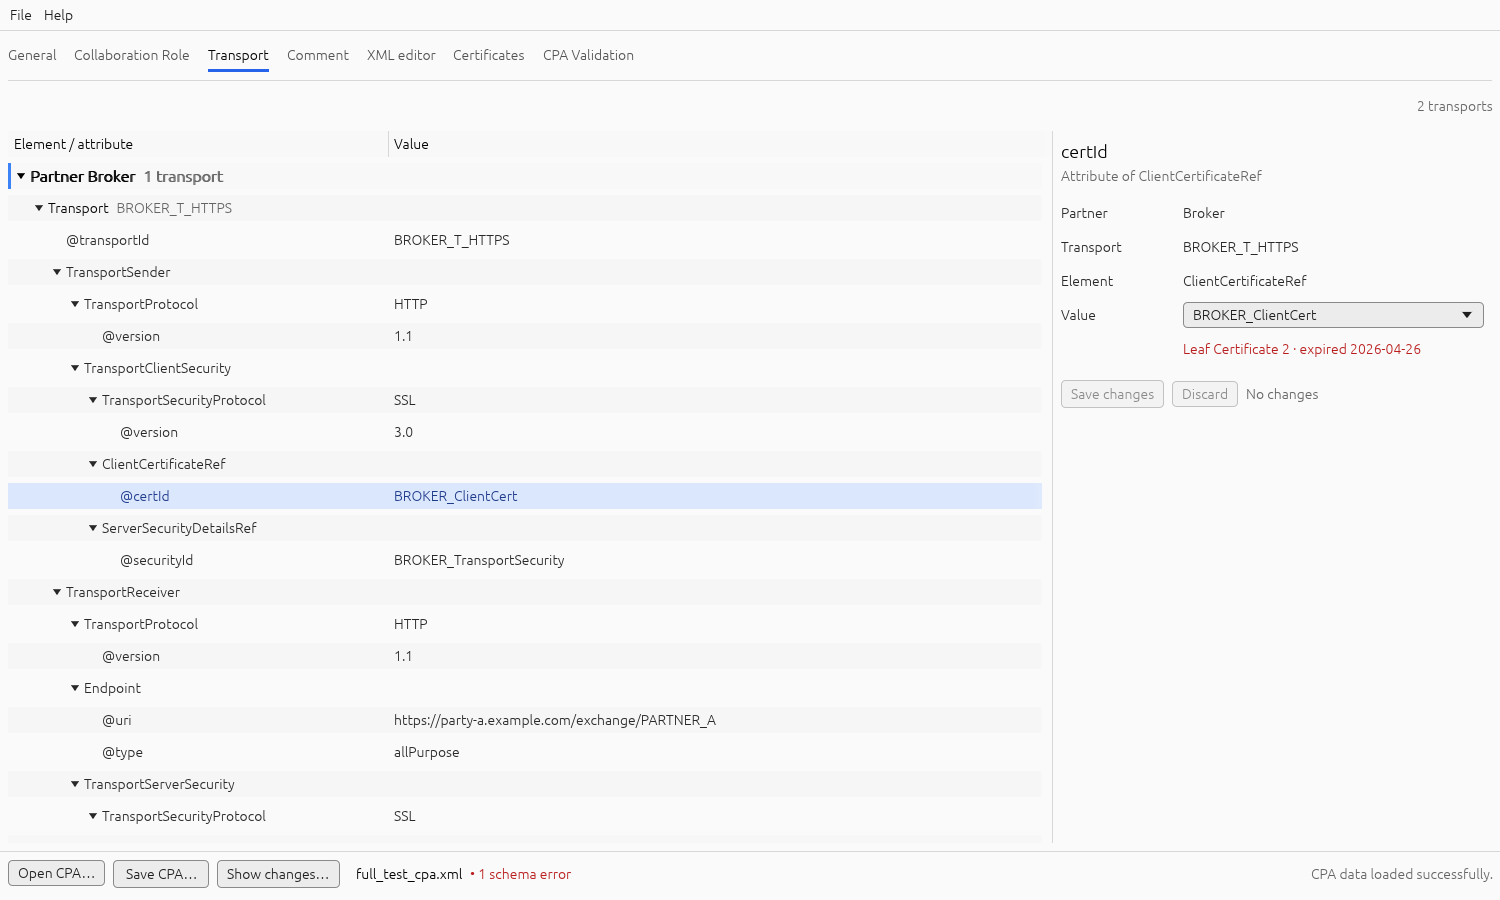 File Help
General Collaboration Role Transport Comment XML editor Certificates CPA Validation
2 transports
Element / attribute Value
Partner Broker 1 transport
Transport BROKER_T_HTTPS
@transportId BROKER_T_HTTPS
TransportSender
TransportProtocol HTTP
@version 1.1
TransportClientSecurity
TransportSecurityProtocol SSL
@version 3.0
ClientCertificateRef
@certId BROKER_ClientCert
ServerSecurityDetailsRef
@securityId BROKER_TransportSecurity
TransportReceiver
TransportProtocol HTTP
@version 1.1
Endpoint
@uri https://party-a.example.com/exchange/PARTNER_A
@type allPurpose
TransportServerSecurity
TransportSecurityProtocol SSL
certId
Attribute of ClientCertificateRef
Partner Broker
Transport BROKER_T_HTTPS
Element ClientCertificateRef
Value BROKER_ClientCert
Leaf Certificate 2 · expired 2026-04-26
Save changes Discard No changes
Open CPA... Save CPA... Show changes... full_test_cpa.xml • 1 schema error CPA data loaded successfully.